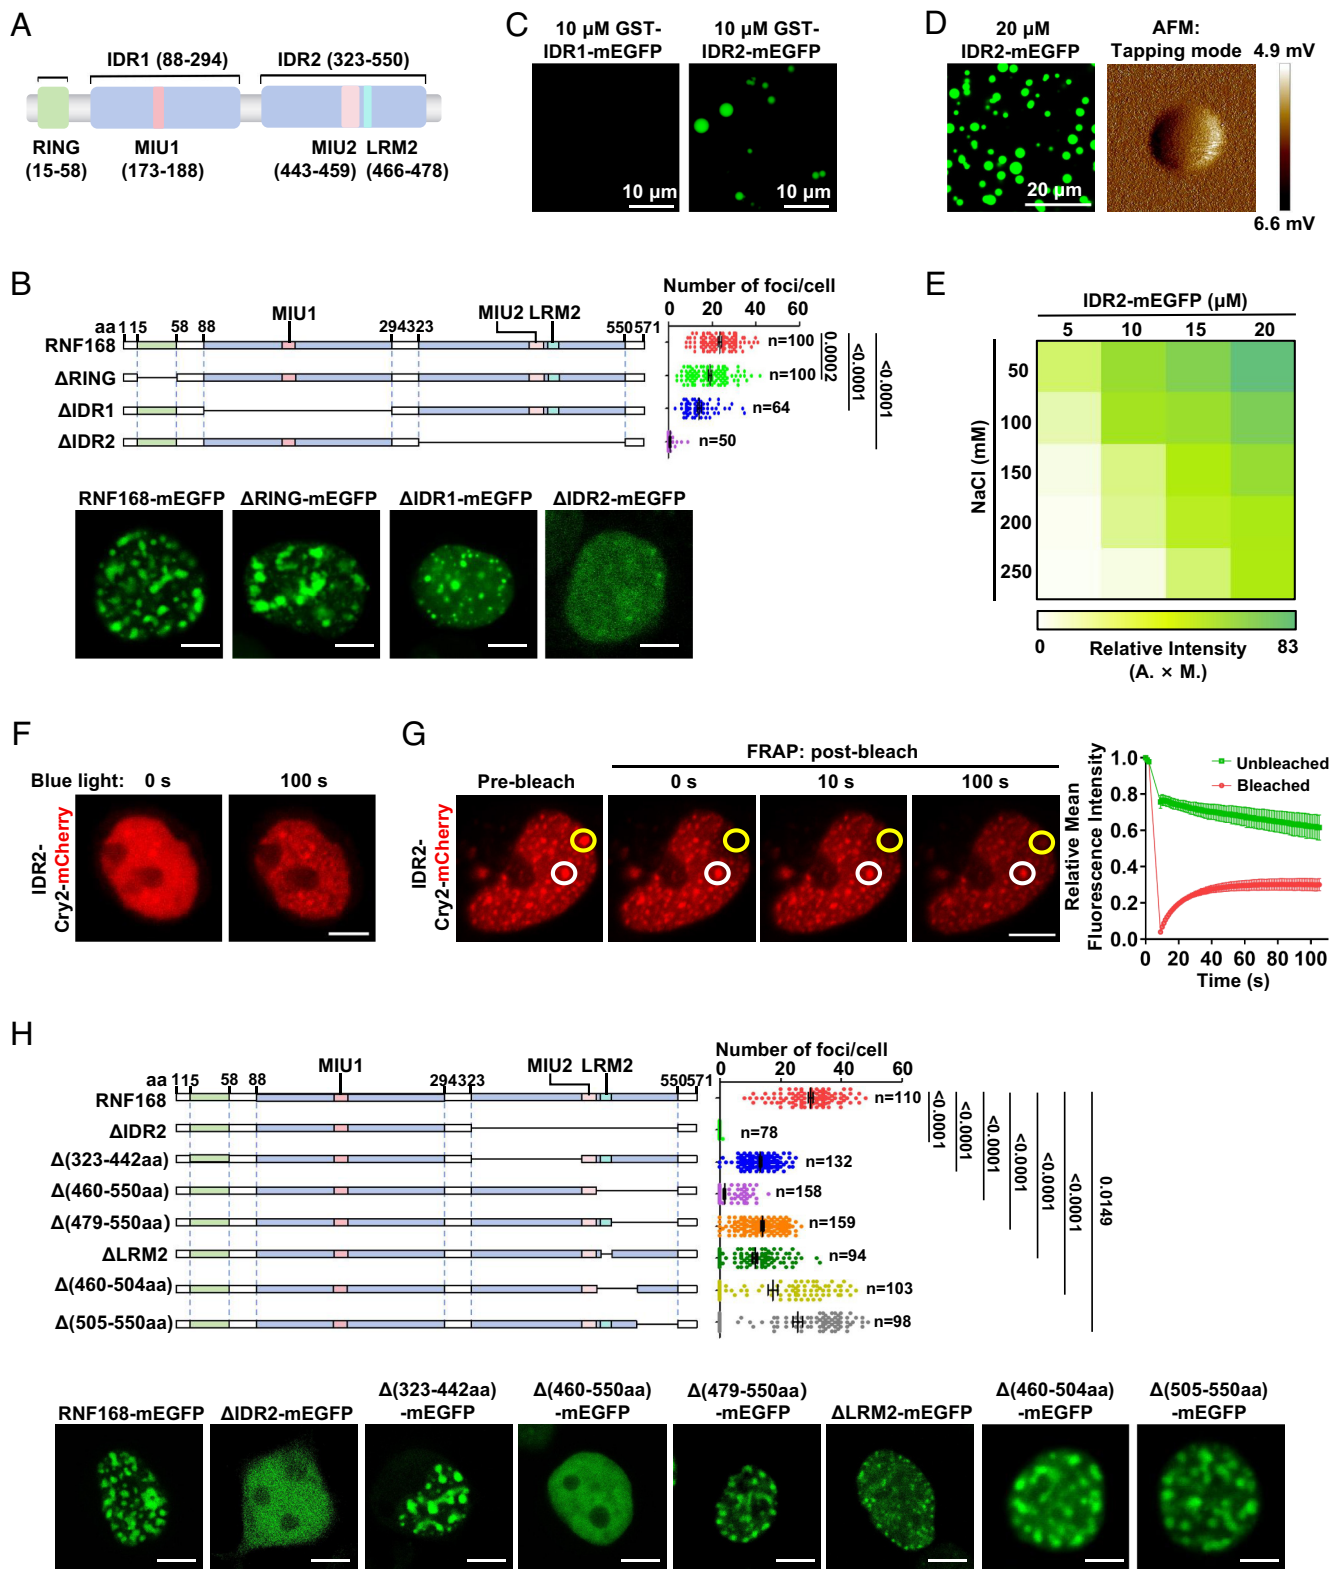 A
IDR1 (88-294) IDR2 (323-550)
RING MIU1 MIU2 LRM2
(15-58) (173-188) (443-459) (466-478)
C
10 µM GST- 10 µM GST-
IDR1-mEGFP IDR2-mEGFP
10 µm 10 µm
D
20 µM AFM:
IDR2-mEGFP Tapping mode
4.9 mV
20 µm
6.6 mV
B
Number of foci/cell
0 20 40 60
MIU1 MIU2 LRM2
aa 1 15 58 88 294 323 550 571
RNF168 n=100
ΔRING n=100
ΔIDR1 n=64
ΔIDR2 n=50
0.0002
<0.0001
<0.0001
RNF168-mEGFP ΔRING-mEGFP ΔIDR1-mEGFP ΔIDR2-mEGFP
E
IDR2-mEGFP (µM)
5 10 15 20
NaCl (mM)
50
100
150
200
250
0 Relative Intensity 83
(A. × M.)
F
Blue light: 0 s 100 s
IDR2-
Cry2-mCherry
G
FRAP: post-bleach
Pre-bleach 0 s 10 s 100 s
IDR2-
Cry2-mCherry
Relative Mean
Fluorescence Intensity
1.0
0.8
0.6
0.4
0.2
0.0
Unbleached
Bleached
0 20 40 60 80 100
Time (s)
H
Number of foci/cell
0 20 40 60
MIU1 MIU2 LRM2
aa 1 15 58 88 294 323 550 571
RNF168 n=110
ΔIDR2 n=78
Δ(323-442aa) n=132
Δ(460-550aa) n=158
Δ(479-550aa) n=159
ΔLRM2 n=94
Δ(460-504aa) n=103
Δ(505-550aa) n=98
<0.0001
<0.0001
<0.0001
<0.0001
<0.0001
<0.0001
0.0149
RNF168-mEGFP ΔIDR2-mEGFP Δ(323-442aa) Δ(460-550aa) Δ(479-550aa) ΔLRM2-mEGFP Δ(460-504aa) Δ(505-550aa)
-mEGFP -mEGFP -mEGFP -mEGFP -mEGFP